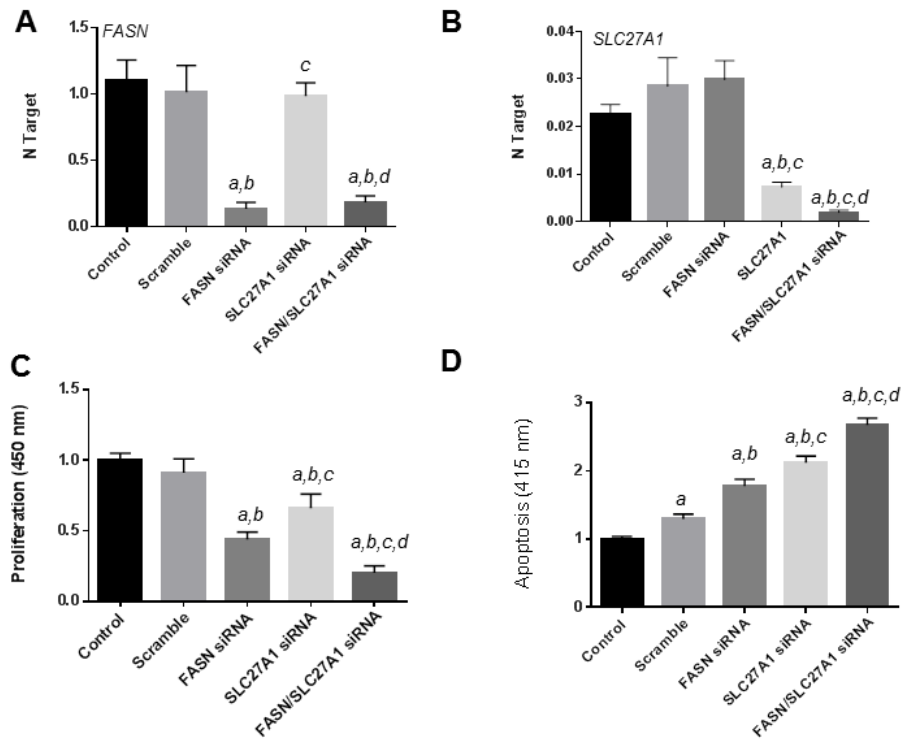 A
FASN
N Target
1.5
1.0
0.5
0.0
c
a,b
a,b,d
Control
Scramble
FASN siRNA
SLC27A1 siRNA
FASN/SLC27A1 siRNA
B
SLC27A1
N Target
0.04
0.03
0.02
0.01
0.00
a,b,c
a,b,c,d
Control
Scramble
FASN siRNA
SLC27A1
FASN/SLC27A1 siRNA
C
Proliferation (450 nm)
1.5
1.0
0.5
0.0
a,b
a,b,c
a,b,c,d
Control
Scramble
FASN siRNA
SLC27A1 siRNA
FASN/SLC27A1 siRNA
D
Apoptosis (415 nm)
3
2
1
0
a
a,b
a,b,c
a,b,c,d
Control
Scramble
FASN siRNA
SLC27A1 siRNA
FASN/SLC27A1 siRNA